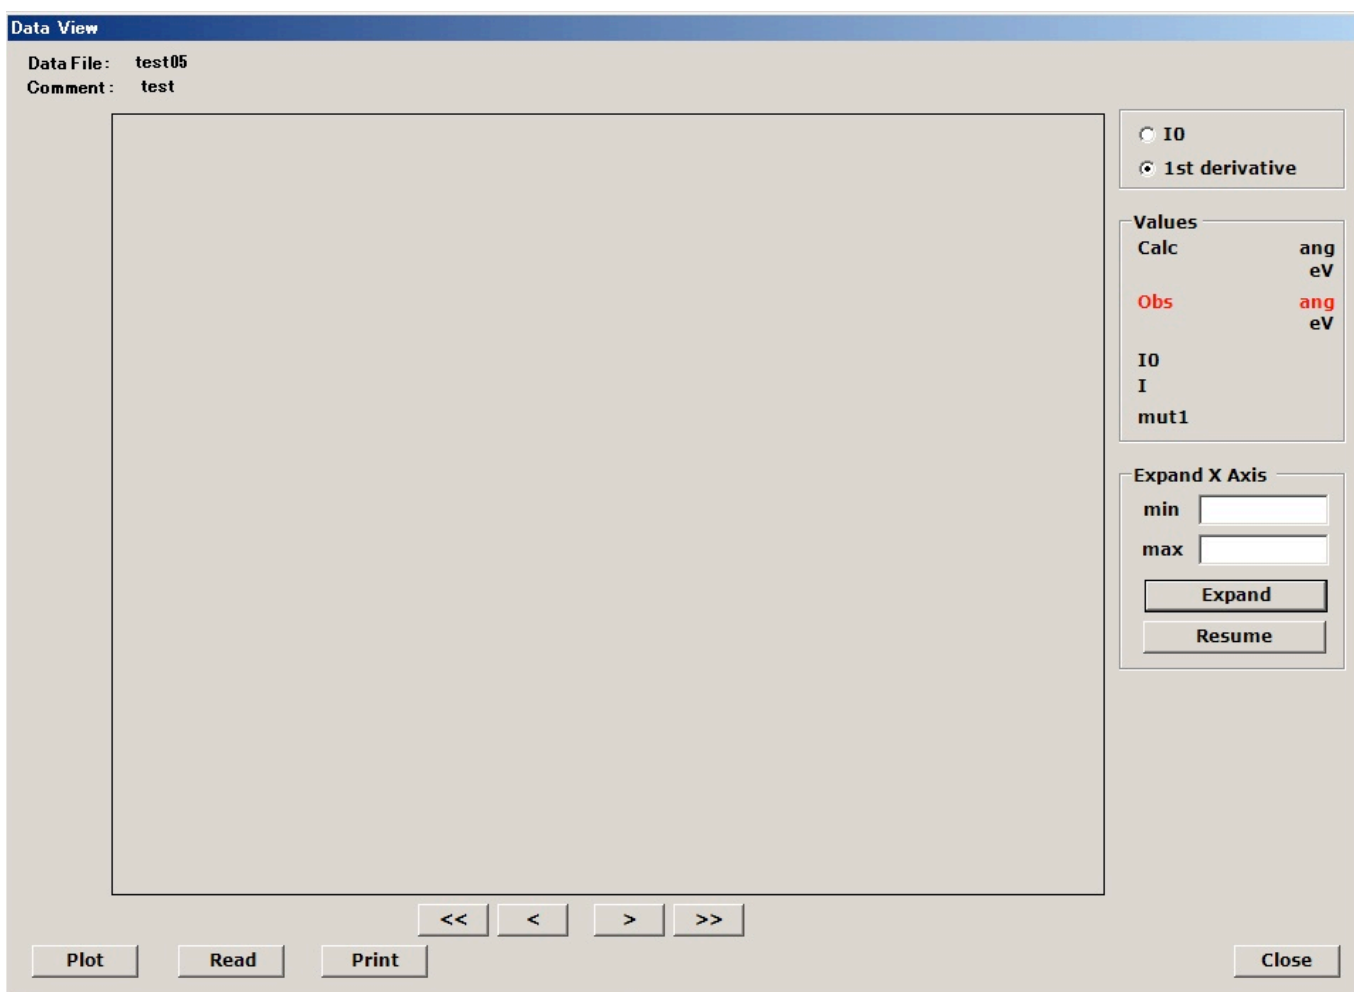 Data View
Data File: test05
Comment: test
I0
1st derivative
Values
Calc ang
eV
Obs ang
eV
I0
I
mut1
Expand X Axis
min
max
Expand
Resume
<< < > >>
Plot Read Print Close